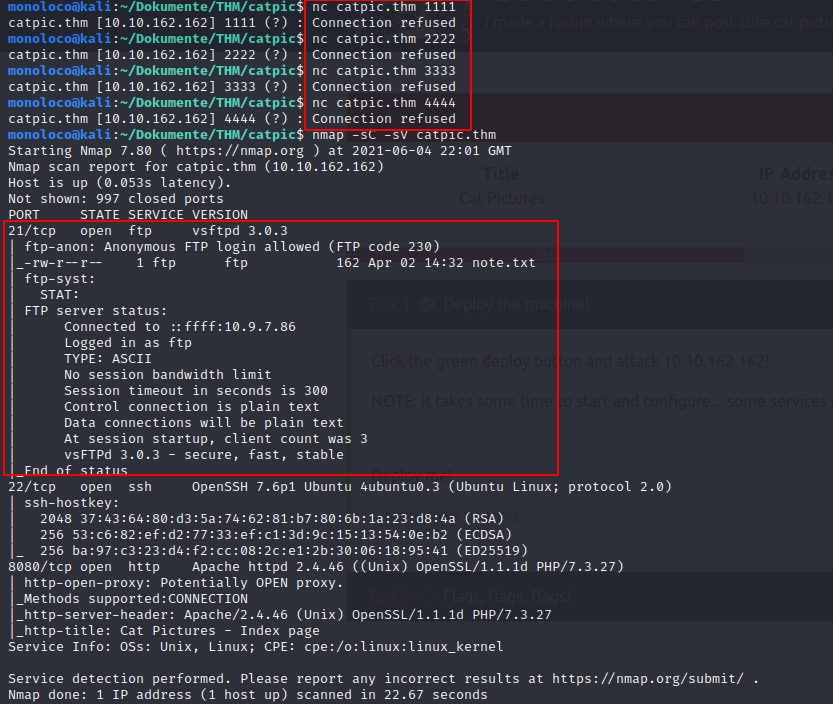 monoloco@kali:~/Dokumente/THM/catpic$ nc catpic.thm 1111
catpic.thm [10.10.162.162] 1111 (?) : Connection refused
monoloco@kali:~/Dokumente/THM/catpic$ nc catpic.thm 2222
catpic.thm [10.10.162.162] 2222 (?) : Connection refused
monoloco@kali:~/Dokumente/THM/catpic$ nc catpic.thm 3333
catpic.thm [10.10.162.162] 3333 (?) : Connection refused
monoloco@kali:~/Dokumente/THM/catpic$ nc catpic.thm 4444
catpic.thm [10.10.162.162] 4444 (?) : Connection refused
monoloco@kali:~/Dokumente/THM/catpic$ nmap -sC -sV catpic.thm
Starting Nmap 7.80 ( https://nmap.org ) at 2021-06-04 22:01 GMT
Nmap scan report for catpic.thm (10.10.162.162)
Host is up (0.053s latency).
Not shown: 997 closed ports
PORT     STATE SERVICE VERSION
21/tcp   open  ftp     vsftpd 3.0.3
| ftp-anon: Anonymous FTP login allowed (FTP code 230)
|_-rw-r--r--    1 ftp      ftp           162 Apr 02 14:32 note.txt
| ftp-syst:
|   STAT:
| FTP server status:
|      Connected to ::ffff:10.9.7.86
|      Logged in as ftp
|      TYPE: ASCII
|      No session bandwidth limit
|      Session timeout in seconds is 300
|      Control connection is plain text
|      Data connections will be plain text
|      At session startup, client count was 3
|      vsFTPd 3.0.3 - secure, fast, stable
|_End of status
22/tcp   open  ssh     OpenSSH 7.6p1 Ubuntu 4ubuntu0.3 (Ubuntu Linux; protocol 2.0)
| ssh-hostkey:
|   2048 37:43:64:80:d3:5a:74:62:81:b7:80:6b:1a:23:d8:4a (RSA)
|   256 53:c6:82:ef:d2:77:33:ef:c1:3d:9c:15:13:54:0e:b2 (ECDSA)
|_  256 ba:97:c3:23:d4:f2:cc:08:2c:e1:2b:30:06:18:95:41 (ED25519)
8080/tcp open  http    Apache httpd 2.4.46 ((Unix) OpenSSL/1.1.1d PHP/7.3.27)
| http-open-proxy: Potentially OPEN proxy.
|_Methods supported:CONNECTION
|_http-server-header: Apache/2.4.46 (Unix) OpenSSL/1.1.1d PHP/7.3.27
|_http-title: Cat Pictures - Index page
Service Info: OSs: Unix, Linux; CPE: cpe:/o:linux:linux_kernel
Service detection performed. Please report any incorrect results at https://nmap.org/submit/ .
Nmap done: 1 IP address (1 host up) scanned in 22.67 seconds
I made a forum where you can post cute cat
Title
IP
Cat Pictures
10.10.162
Task 1 Deploy the machine!
Click the green deploy button and attack 10.10.162.162!
NOTE: it takes some time to start and configure... some services
Flags, flags, flags!